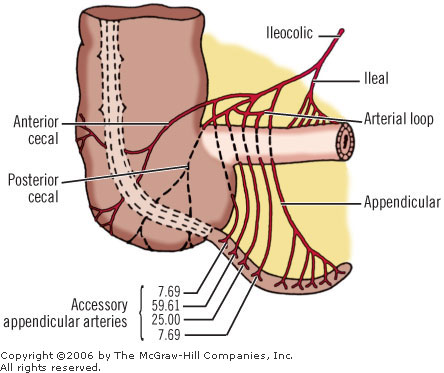 Ileocolic
Ileal
Arterial loop
Anterior
cecal
Posterior
cecal
Appendicular
Accessory
appendicular arteries
7.69
59.61
25.00
7.69
Copyright ©2006 by The McGraw-Hill Companies, Inc.
All rights reserved.